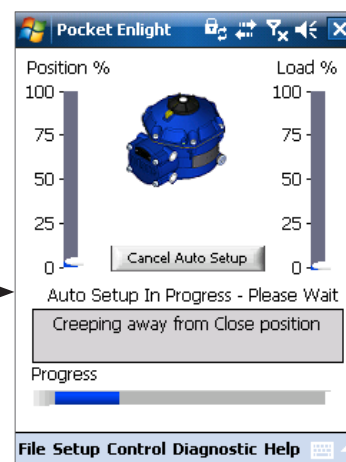 Pocket Enlight
Position %
Load %
100
100
75
75
50
50
25
25
0
0
Cancel Auto Setup
Auto Setup In Progress - Please Wait
Creeping away from Close position
Progress
File Setup Control Diagnostic Help